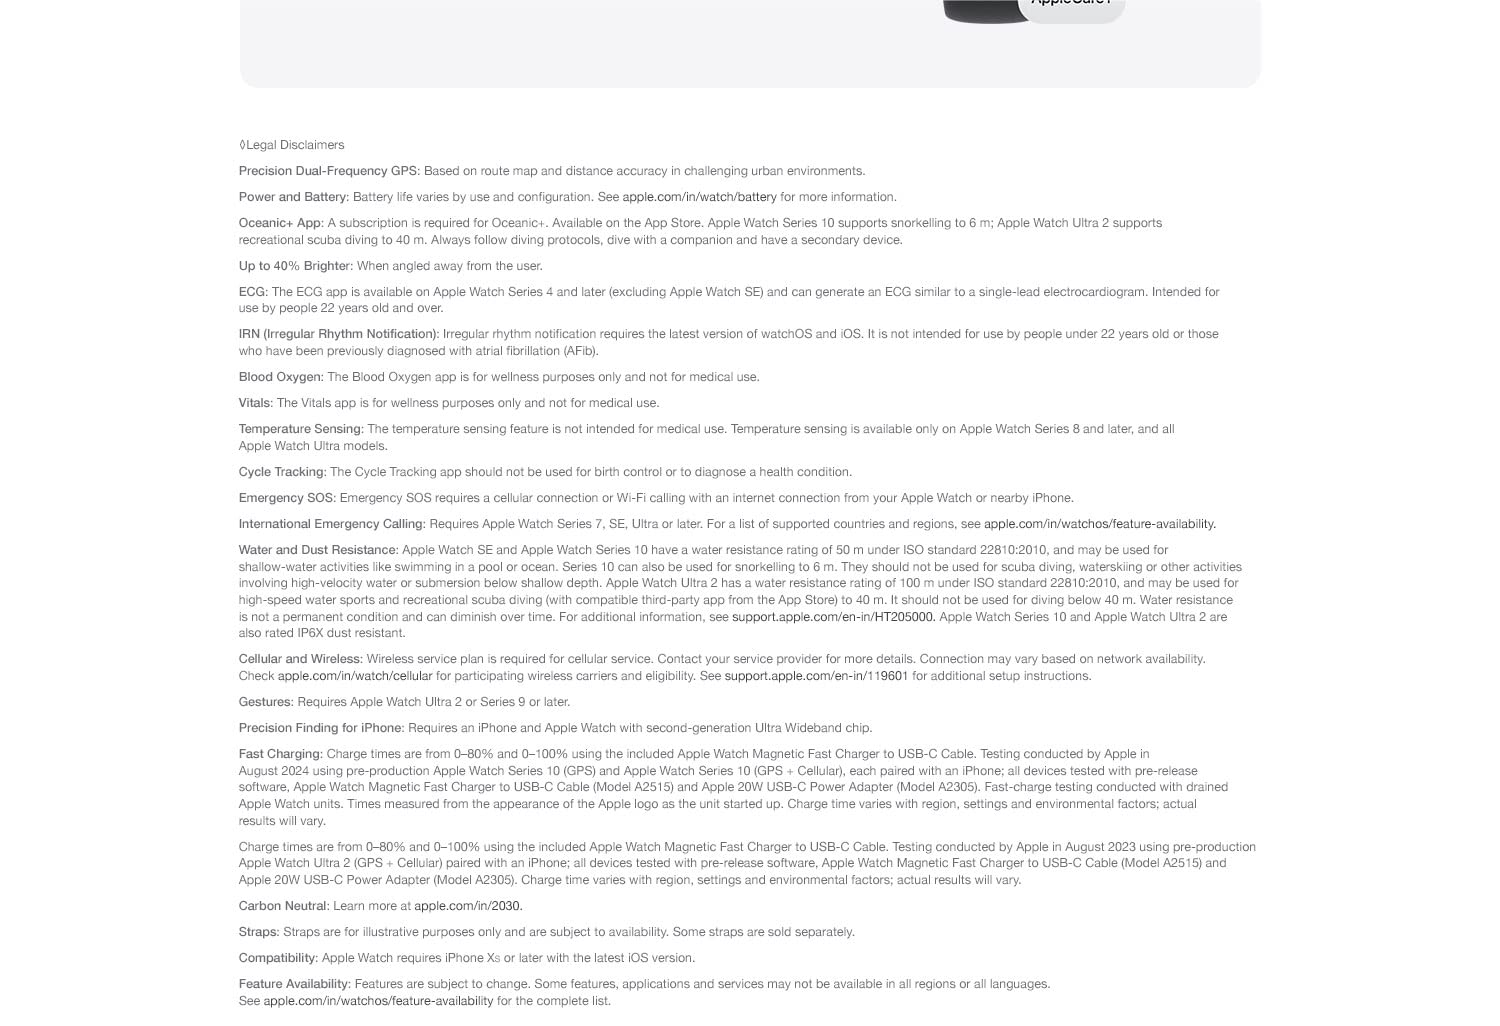 ◊Legal Disclaimers
Precision Dual-Frequency GPS: Based on route map and distance accuracy in challenging urban environments.
Power and Battery: Battery life varies by use and configuration. See apple.com/in/watch/battery for more information.
Oceanic+ App: A subscription is required for Oceanic+. Available on the App Store. Apple Watch Series 10 supports snorkelling to 6 m; Apple Watch Ultra 2 supports
recreational scuba diving to 40 m. Always follow diving protocols, dive with a companion and have a secondary device.
Up to 40% Brighter: When angled away from the user.
ECG: The ECG app is available on Apple Watch Series 4 and later (excluding Apple Watch SE) and can generate an ECG similar to a single-lead electrocardiogram. Intended for
use by people 22 years old and over.
IRN (Irregular Rhythm Notification): Irregular rhythm notification requires the latest version of watchOS and iOS. It is not intended for use by people under 22 years old or those
who have been previously diagnosed with atrial fibrillation (AFib).
Blood Oxygen: The Blood Oxygen app is for wellness purposes only and not for medical use.
Vitals: The Vitals app is for wellness purposes only and not for medical use.
Temperature Sensing: The temperature sensing feature is not intended for medical use. Temperature sensing is available only on Apple Watch Series 8 and later, and all
Apple Watch Ultra models.
Cycle Tracking: The Cycle Tracking app should not be used for birth control or to diagnose a health condition.
Emergency SOS: Emergency SOS requires a cellular connection or Wi-Fi calling with an internet connection from your Apple Watch or nearby iPhone.
International Emergency Calling: Requires Apple Watch Series 7, SE, Ultra or later. For a list of supported countries and regions, see apple.com/in/watchos/feature-availability.
Water and Dust Resistance: Apple Watch SE and Apple Watch Series 10 have a water resistance rating of 50 m under ISO standard 22810:2010, and may be used for
shallow-water activities like swimming in a pool or ocean. Series 10 can also be used for snorkelling to 6 m. They should not be used for scuba diving, waterskiing or other activities
involving high-velocity water or submersion below shallow depth. Apple Watch Ultra 2 has a water resistance rating of 100 m under ISO standard 22810:2010, and may be used for
high-speed water sports and recreational scuba diving (with compatible third-party app from the App Store) to 40 m. It should not be used for diving below 40 m. Water resistance
is not a permanent condition and can diminish over time. For additional information, see support.apple.com/en-in/HT205000. Apple Watch Series 10 and Apple Watch Ultra 2 are
also rated IP6X dust resistant.
Cellular and Wireless: Wireless service plan is required for cellular service. Contact your service provider for more details. Connection may vary based on network availability.
Check apple.com/in/watch/cellular for participating wireless carriers and eligibility. See support.apple.com/en-in/119601 for additional setup instructions.
Gestures: Requires Apple Watch Ultra 2 or Series 9 or later.
Precision Finding for iPhone: Requires an iPhone and Apple Watch with second-generation Ultra Wideband chip.
Fast Charging: Charge times are from 0–80% and 0–100% using the included Apple Watch Magnetic Fast Charger to USB-C Cable. Testing conducted by Apple in
August 2024 using pre-production Apple Watch Series 10 (GPS) and Apple Watch Series 10 (GPS + Cellular), each paired with an iPhone; all devices tested with pre-release
software, Apple Watch Magnetic Fast Charger to USB-C Cable (Model A2515) and Apple 20W USB-C Power Adapter (Model A2305). Fast-charge testing conducted with drained
Apple Watch units. Times measured from the appearance of the Apple logo as the unit started up. Charge time varies with region, settings and environmental factors; actual
results will vary.
Charge times are from 0–80% and 0–100% using the included Apple Watch Magnetic Fast Charger to USB-C Cable. Testing conducted by Apple in August 2023 using pre-production
Apple Watch Ultra 2 (GPS + Cellular) paired with an iPhone; all devices tested with pre-release software, Apple Watch Magnetic Fast Charger to USB-C Cable (Model A2515) and
Apple 20W USB-C Power Adapter (Model A2305). Charge time varies with region, settings and environmental factors; actual results will vary.
Carbon Neutral: Learn more at apple.com/in/2030.
Straps: Straps are for illustrative purposes only and are subject to availability. Some straps are sold separately.
Compatibility: Apple Watch requires iPhone XS or later with the latest iOS version.
Feature Availability: Features are subject to change. Some features, applications and services may not be available in all regions or all languages.
See apple.com/in/watchos/feature-availability for the complete list.